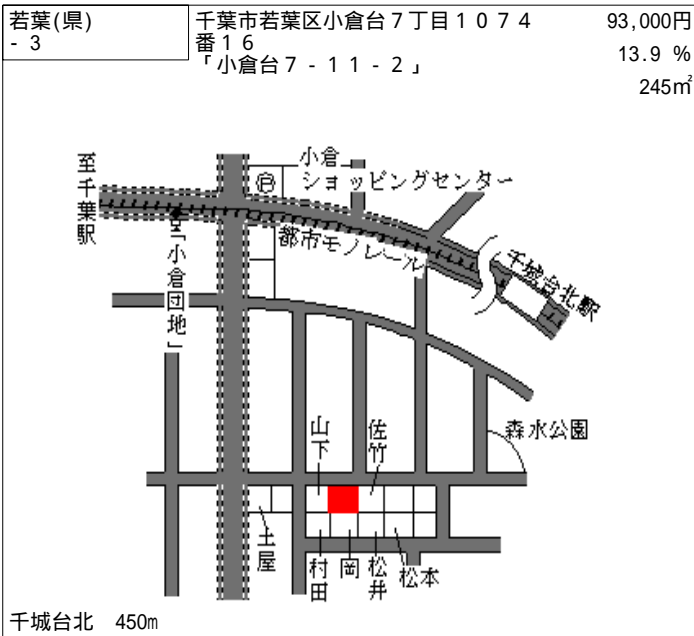 若葉(県)
- 3
千葉市若葉区小倉台７丁目１０７４
番１６
「小倉台７－１１－２」
93,000円
13.9 %
245㎡
至千葉駅
小倉
ショッピングセンター
都市モノレール
千城台北駅
「小倉団地」
森水公園
山下
佐竹
土屋
村田
岡
松井
松本
千城台北 450m